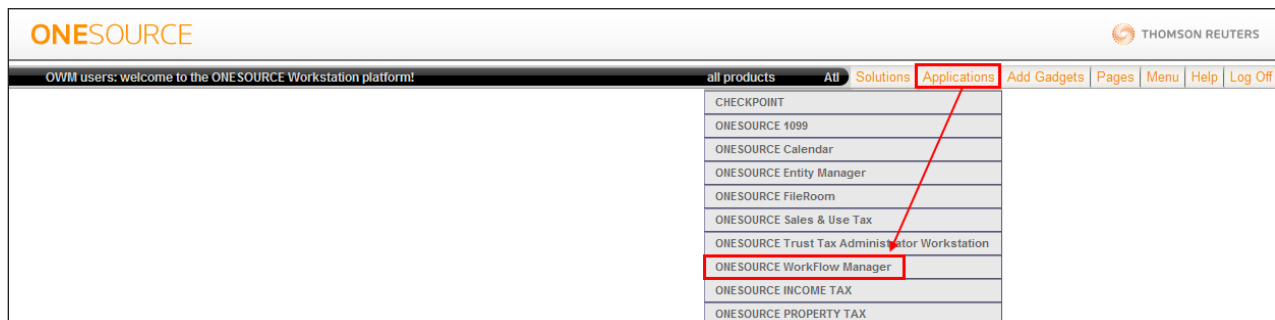 ONESOURCE
THOMSON REUTERS
OWM users: welcome to the ONESOURCE Workstation platform! all products Atl Solutions Applications Add Gadgets Pages Menu Help Log Off
CHECKPOINT
ONESOURCE 1099
ONESOURCE Calendar
ONESOURCE Entity Manager
ONESOURCE FileRoom
ONESOURCE Sales & Use Tax
ONESOURCE Trust Tax Administrator Workstation
ONESOURCE WorkFlow Manager
ONESOURCE INCOME TAX
ONESOURCE PROPERTY TAX